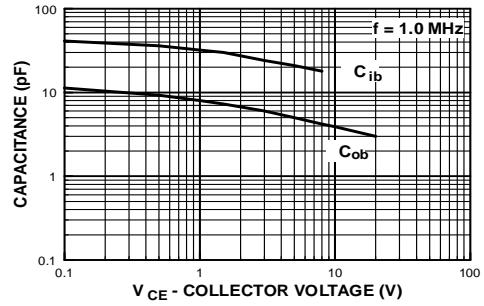 100
f = 1.0 MHz
C ib
10
CAPACITANCE (pF)
C ob
1
0.1
0.1 1 10 100
V CE - COLLECTOR VOLTAGE (V)